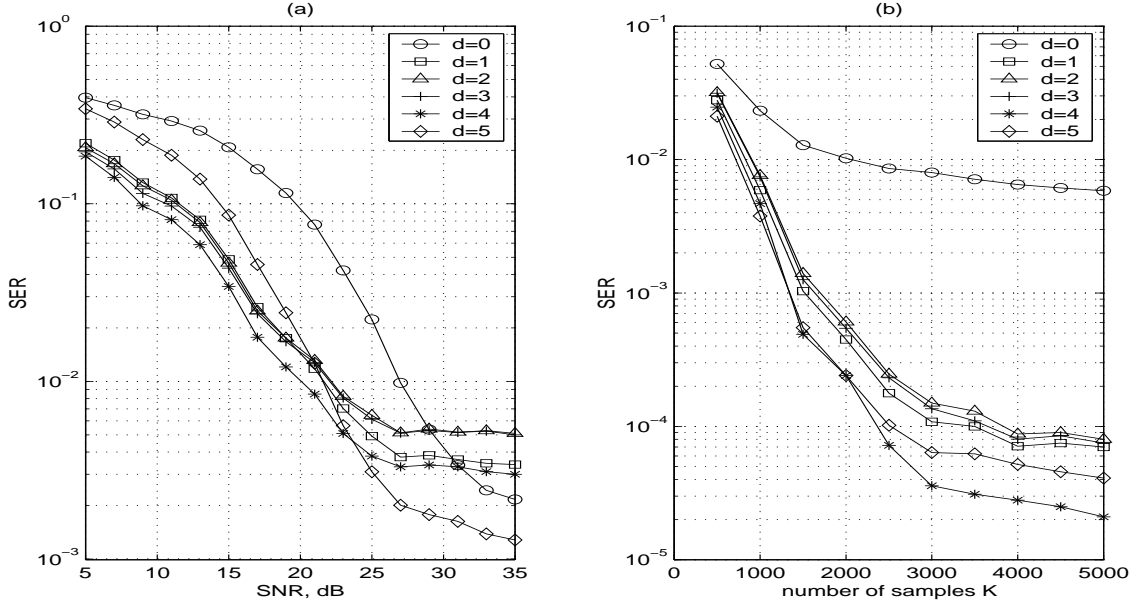 (a)
10^0
10^-1
10^-2
10^-3
SER
5
10
15
20
25
30
35
SNR, dB
d=0
d=1
d=2
d=3
d=4
d=5
(b)
10^-1
10^-2
10^-3
10^-4
10^-5
SER
0
1000
2000
3000
4000
5000
number of samples K
d=0
d=1
d=2
d=3
d=4
d=5